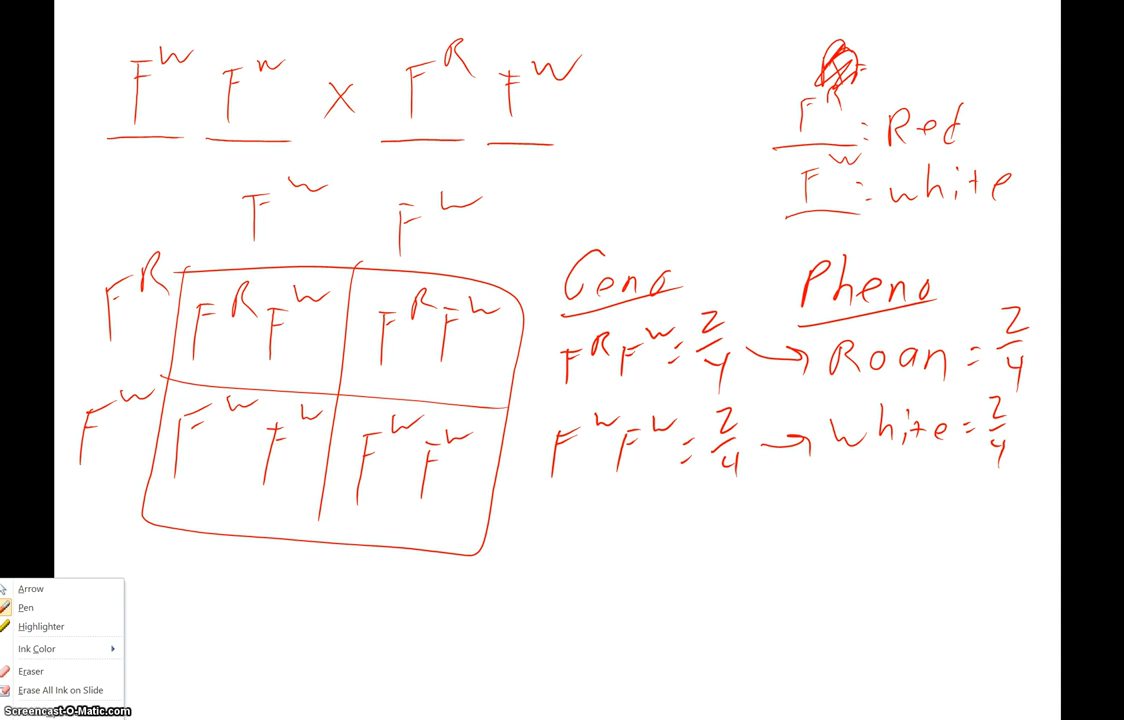 F^W F^W x F^R F^W
F^R = Red
F^W = white
F^W F^W
F^R F^R F^W F^R F^W
F^W F^W F^W F^W F^W
Geno
F^R F^W = 2/4
F^W F^W = 2/4
Pheno
Roan = 2/4
white = 2/4
Arrow
Pen
Highlighter
Ink Color
Eraser
Erase All Ink on Slide
Screencast-O-Matic.com